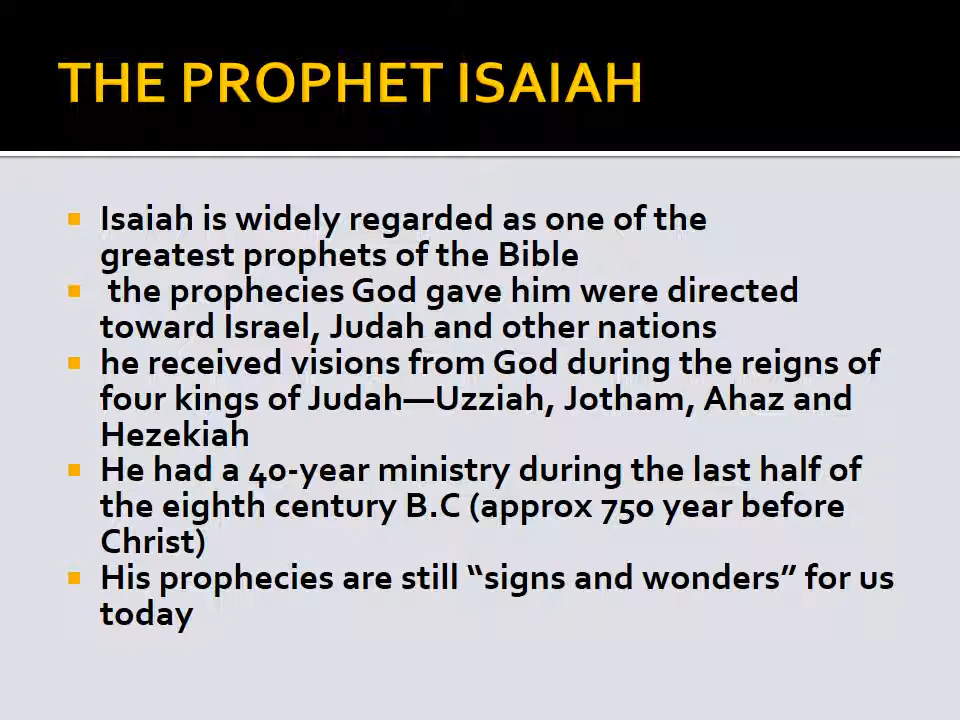 THE PROPHET ISAIAH
Isaiah is widely regarded as one of the
greatest prophets of the Bible
the prophecies God gave him were directed
toward Israel, Judah and other nations
he received visions from God during the reigns of
four kings of Judah—Uzziah, Jotham, Ahaz and
Hezekiah
He had a 40-year ministry during the last half of
the eighth century B.C (approx 750 year before
Christ)
His prophecies are still “signs and wonders” for us
today